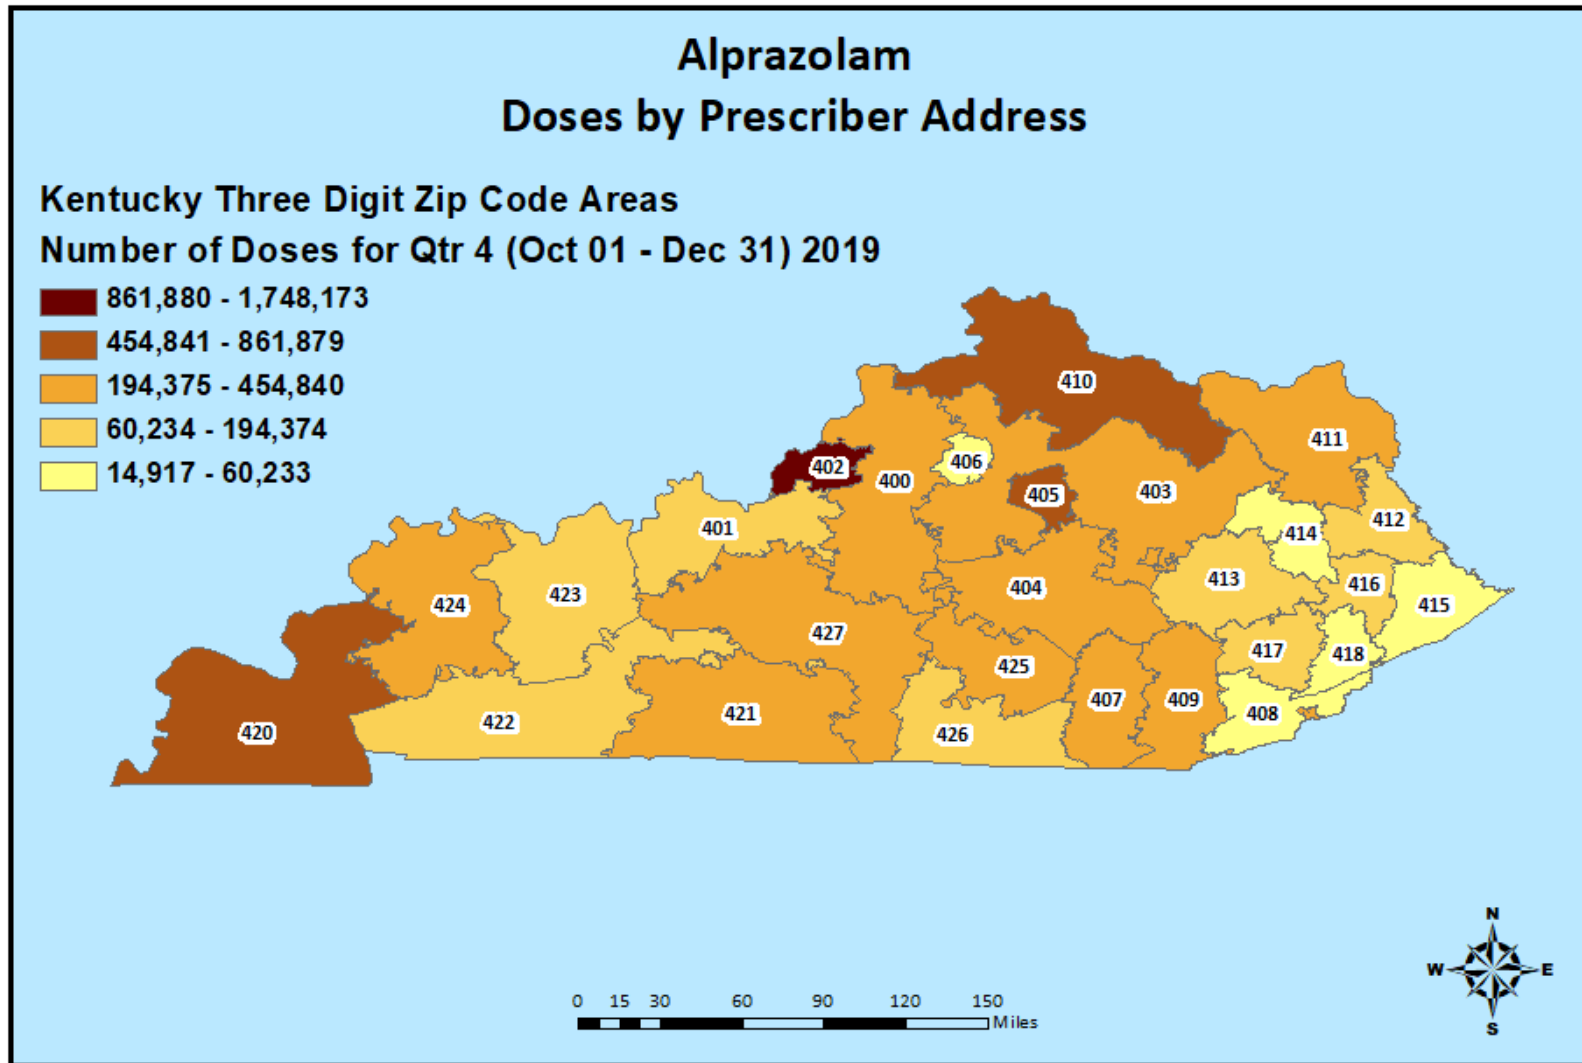 Alprazolam
Doses by Prescriber Address
Kentucky Three Digit Zip Code Areas
Number of Doses for Qtr 4 (Oct 01 - Dec 31) 2019
861,880 - 1,748,173
454,841 - 861,879
194,375 - 454,840
60,234 - 194,374
14,917 - 60,233
410
411
402
406
400
405
403
401
412
414
413
416
423
404
424
415
427
417
418
425
407
409
421
408
422
420
426
N
W
E
S
0 15 30 60 90 120 150
Miles